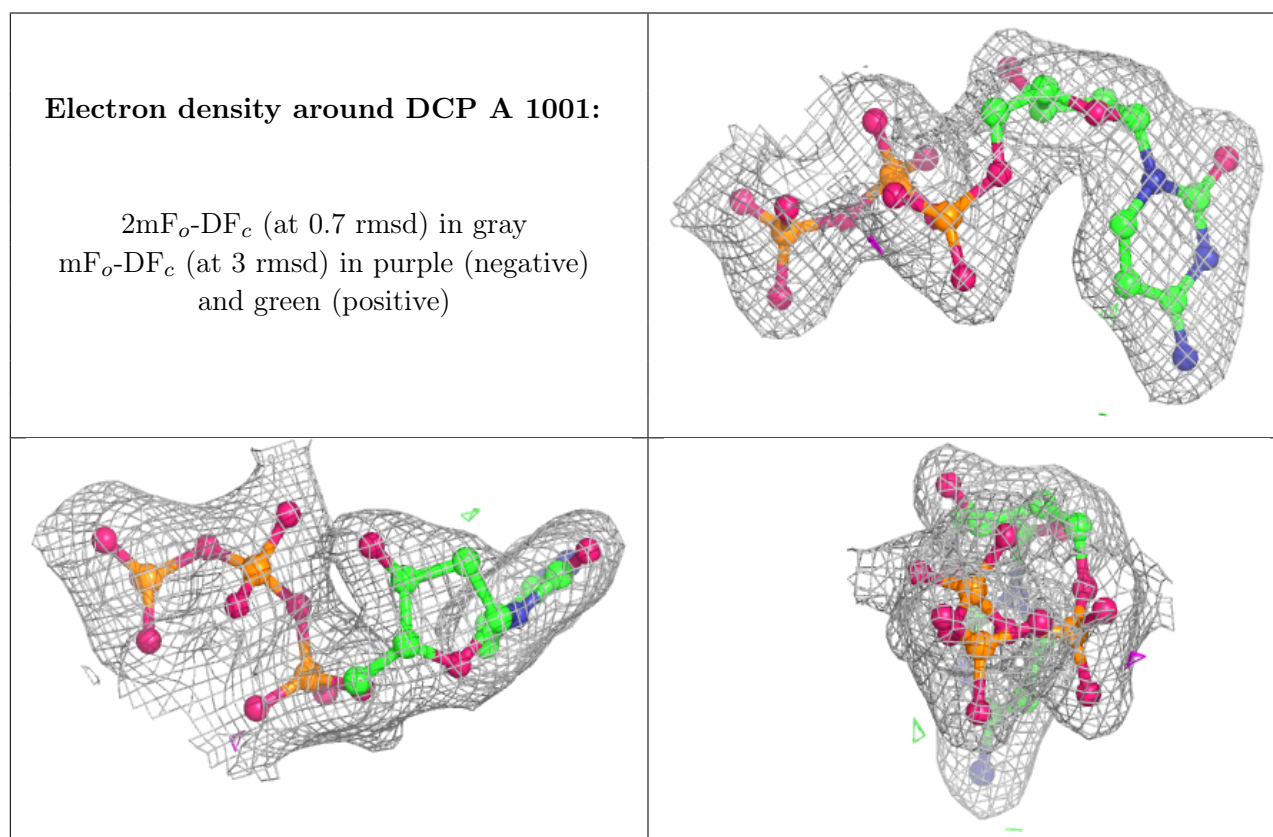 Electron density around DCP A 1001:
2mFo-DFc (at 0.7 rmsd) in gray
mFo-DFc (at 3 rmsd) in purple (negative)
and green (positive)